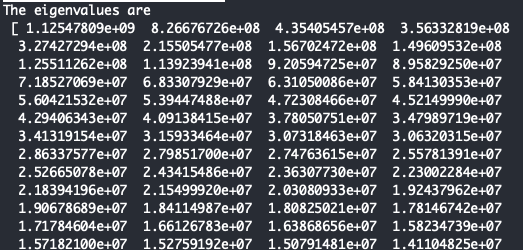 The eigenvalues are
[ 1.12547809e+09 8.26676726e+08 4.35405457e+08 3.56332819e+08
3.27427294e+08 2.15505477e+08 1.56702472e+08 1.49609532e+08
1.25511262e+08 1.13923941e+08 9.20594725e+07 8.95829250e+07
7.18527069e+07 6.83307929e+07 6.31050086e+07 5.84130353e+07
5.60421532e+07 5.39447488e+07 4.72308466e+07 4.52149990e+07
4.29406343e+07 4.09138415e+07 3.78050751e+07 3.47989719e+07
3.41319154e+07 3.15933464e+07 3.07318463e+07 3.06320315e+07
2.86337577e+07 2.79851700e+07 2.74763615e+07 2.55781391e+07
2.52665078e+07 2.43415486e+07 2.36307730e+07 2.23002284e+07
2.18394196e+07 2.15499920e+07 2.03080933e+07 1.92437962e+07
1.90678689e+07 1.84114987e+07 1.80825021e+07 1.78146742e+07
1.71784604e+07 1.66126783e+07 1.63868656e+07 1.58234739e+07
1.57182100e+07 1.52759192e+07 1.50791481e+07 1.41104825e+07